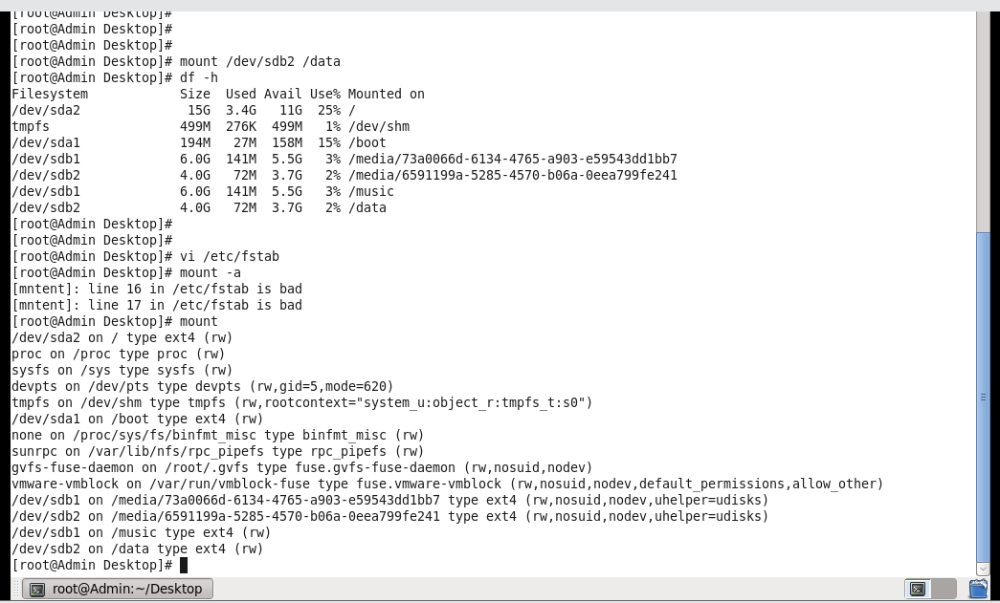 [root@Admin Desktop]#
[root@Admin Desktop]#
[root@Admin Desktop]#
[root@Admin Desktop]# mount /dev/sdb2 /data
[root@Admin Desktop]# df -h
Filesystem            Size  Used Avail Use% Mounted on
/dev/sda2              15G  3.4G   11G  25% /
tmpfs                 499M  276K  499M   1% /dev/shm
/dev/sda1             194M   27M  158M  15% /boot
/dev/sdb1             6.0G  141M  5.5G   3% /media/73a0066d-6134-4765-a903-e59543dd1bb7
/dev/sdb2             4.0G   72M  3.7G   2% /media/6591199a-5285-4570-b06a-0eea799fe241
/dev/sdb1             6.0G  141M  5.5G   3% /music
/dev/sdb2             4.0G   72M  3.7G   2% /data
[root@Admin Desktop]#
[root@Admin Desktop]#
[root@Admin Desktop]# vi /etc/fstab
[root@Admin Desktop]# mount -a
[mntent]: line 16 in /etc/fstab is bad
[mntent]: line 17 in /etc/fstab is bad
[root@Admin Desktop]# mount
/dev/sda2 on / type ext4 (rw)
proc on /proc type proc (rw)
sysfs on /sys type sysfs (rw)
devpts on /dev/pts type devpts (rw,gid=5,mode=620)
tmpfs on /dev/shm type tmpfs (rw,rootcontext="system_u:object_r:tmpfs_t:s0")
/dev/sda1 on /boot type ext4 (rw)
none on /proc/sys/fs/binfmt_misc type binfmt_misc (rw)
sunrpc on /var/lib/nfs/rpc_pipefs type rpc_pipefs (rw)
gvfs-fuse-daemon on /root/.gvfs type fuse.gvfs-fuse-daemon (rw,nosuid,nodev)
vmware-vmblock on /var/run/vmblock-fuse type fuse.vmware-vmblock (rw,nosuid,nodev,default_permissions,allow_other)
/dev/sdb1 on /media/73a0066d-6134-4765-a903-e59543dd1bb7 type ext4 (rw,nosuid,nodev,uhelper=udisks)
/dev/sdb2 on /media/6591199a-5285-4570-b06a-0eea799fe241 type ext4 (rw,nosuid,nodev,uhelper=udisks)
/dev/sdb1 on /music type ext4 (rw)
/dev/sdb2 on /data type ext4 (rw)
[root@Admin Desktop]#
root@Admin:~/Desktop